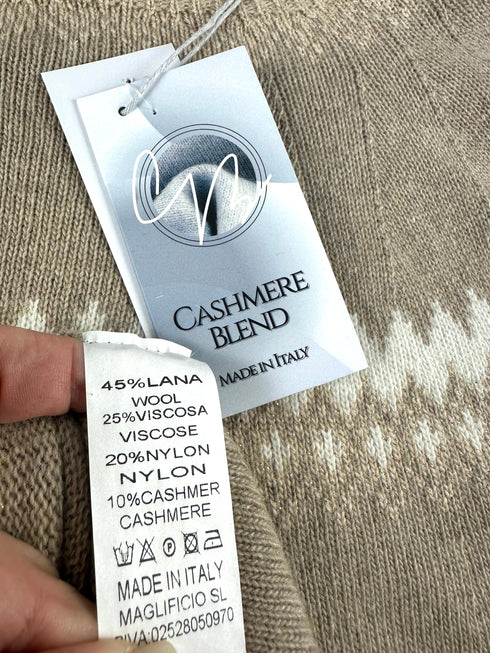 CASHMERE
BLEND
MADE IN ITALY
45%LANA
WOOL
25%VISCOSA
VISCOSE
20%NYLON
NYLON
10%CASHMER
CASHMERE
MADE IN ITALY
MAGLIFICIO SL
P.IVA:02528050970